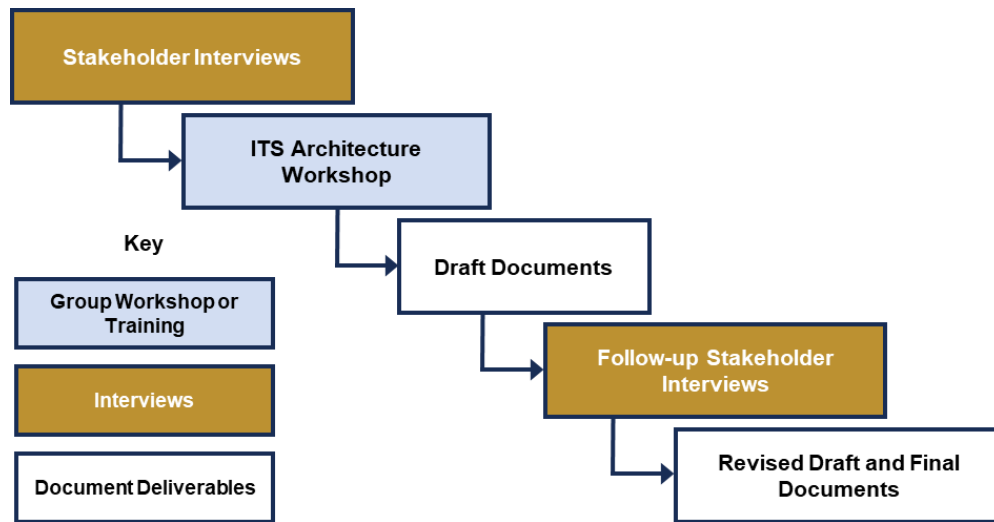 Stakeholder Interviews
ITS Architecture
Workshop
Draft Documents
Follow-up Stakeholder
Interviews
Revised Draft and Final
Documents
Key
Group Workshop or
Training
Interviews
Document Deliverables